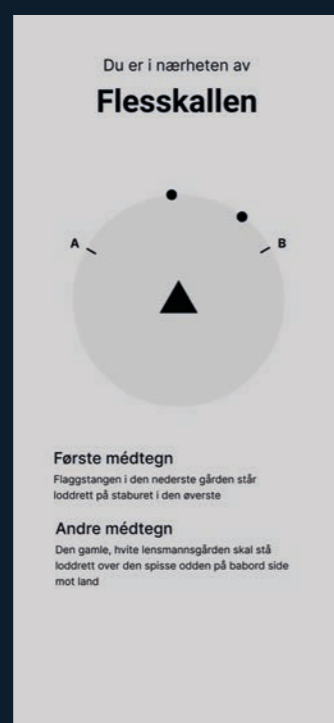 Du er i nærheten av
Flesskallen
A
B
Første médtegn
Flaggstangen i den nederste gården står
loddrett på staburet i den øverste
Andre médtegn
Den gamle, hvite lensmannsgården skal stå
loddrett over den spisse odden på babord side
mot land